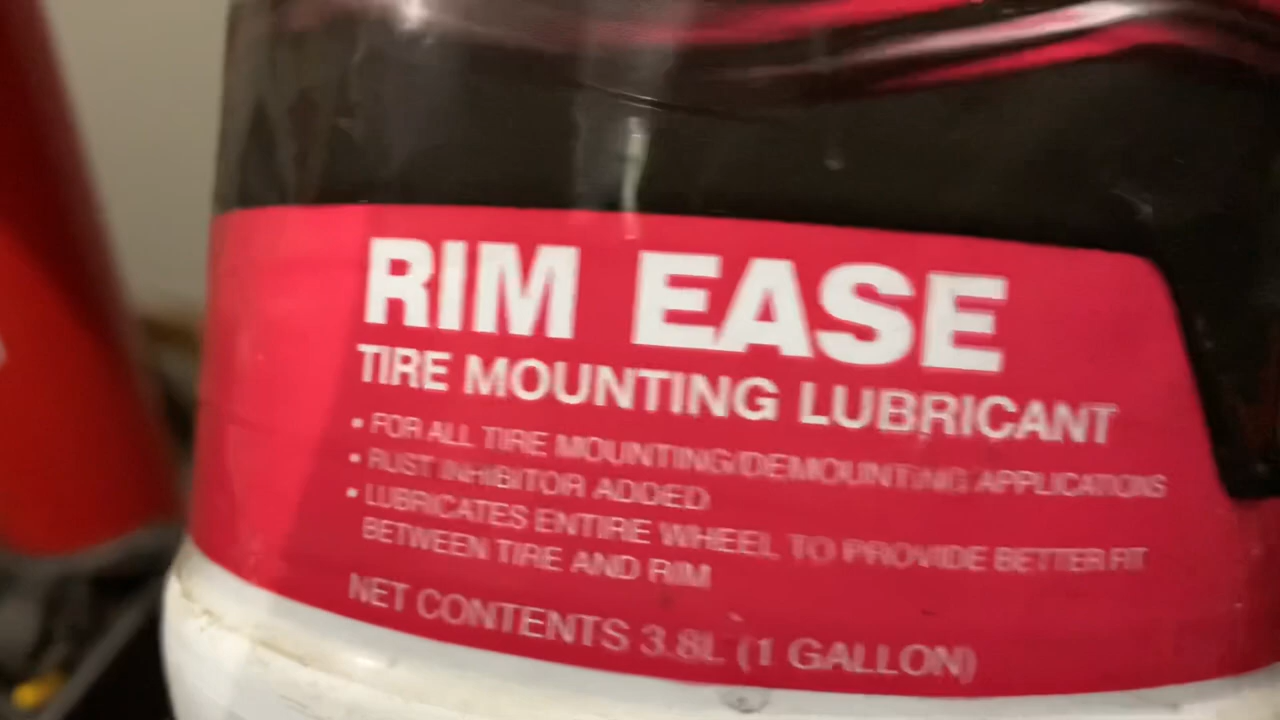 RIM EASE
TIRE MOUNTING LUBRICANT
• FOR ALL TIRE MOUNTING/DEMOUNTING APPLICATIONS
• RUST INHIBITOR ADDED
• LUBRICATES ENTIRE WHEEL TO PROVIDE BETTER FIT
BETWEEN TIRE AND RIM
NET CONTENTS 3.8L (1 GALLON)